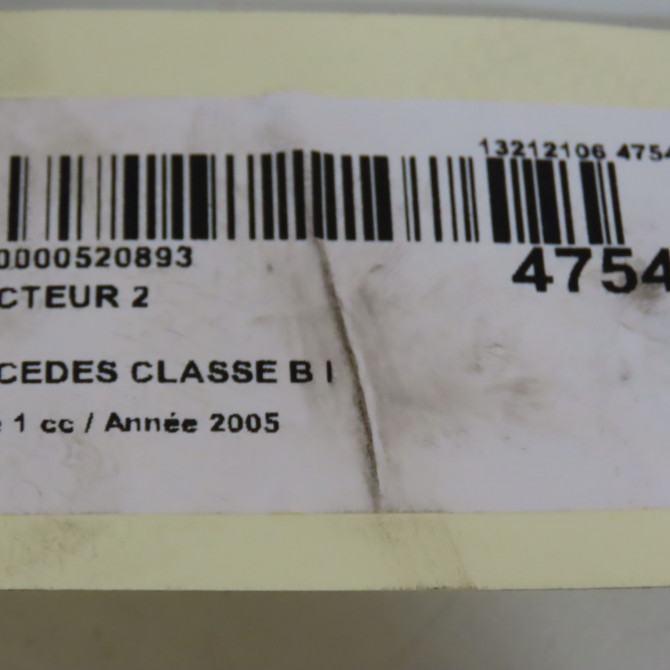 13212106 4754
0000520893
4754
CTEUR 2
CEDES CLASSE B I
1 cc / Année 2005